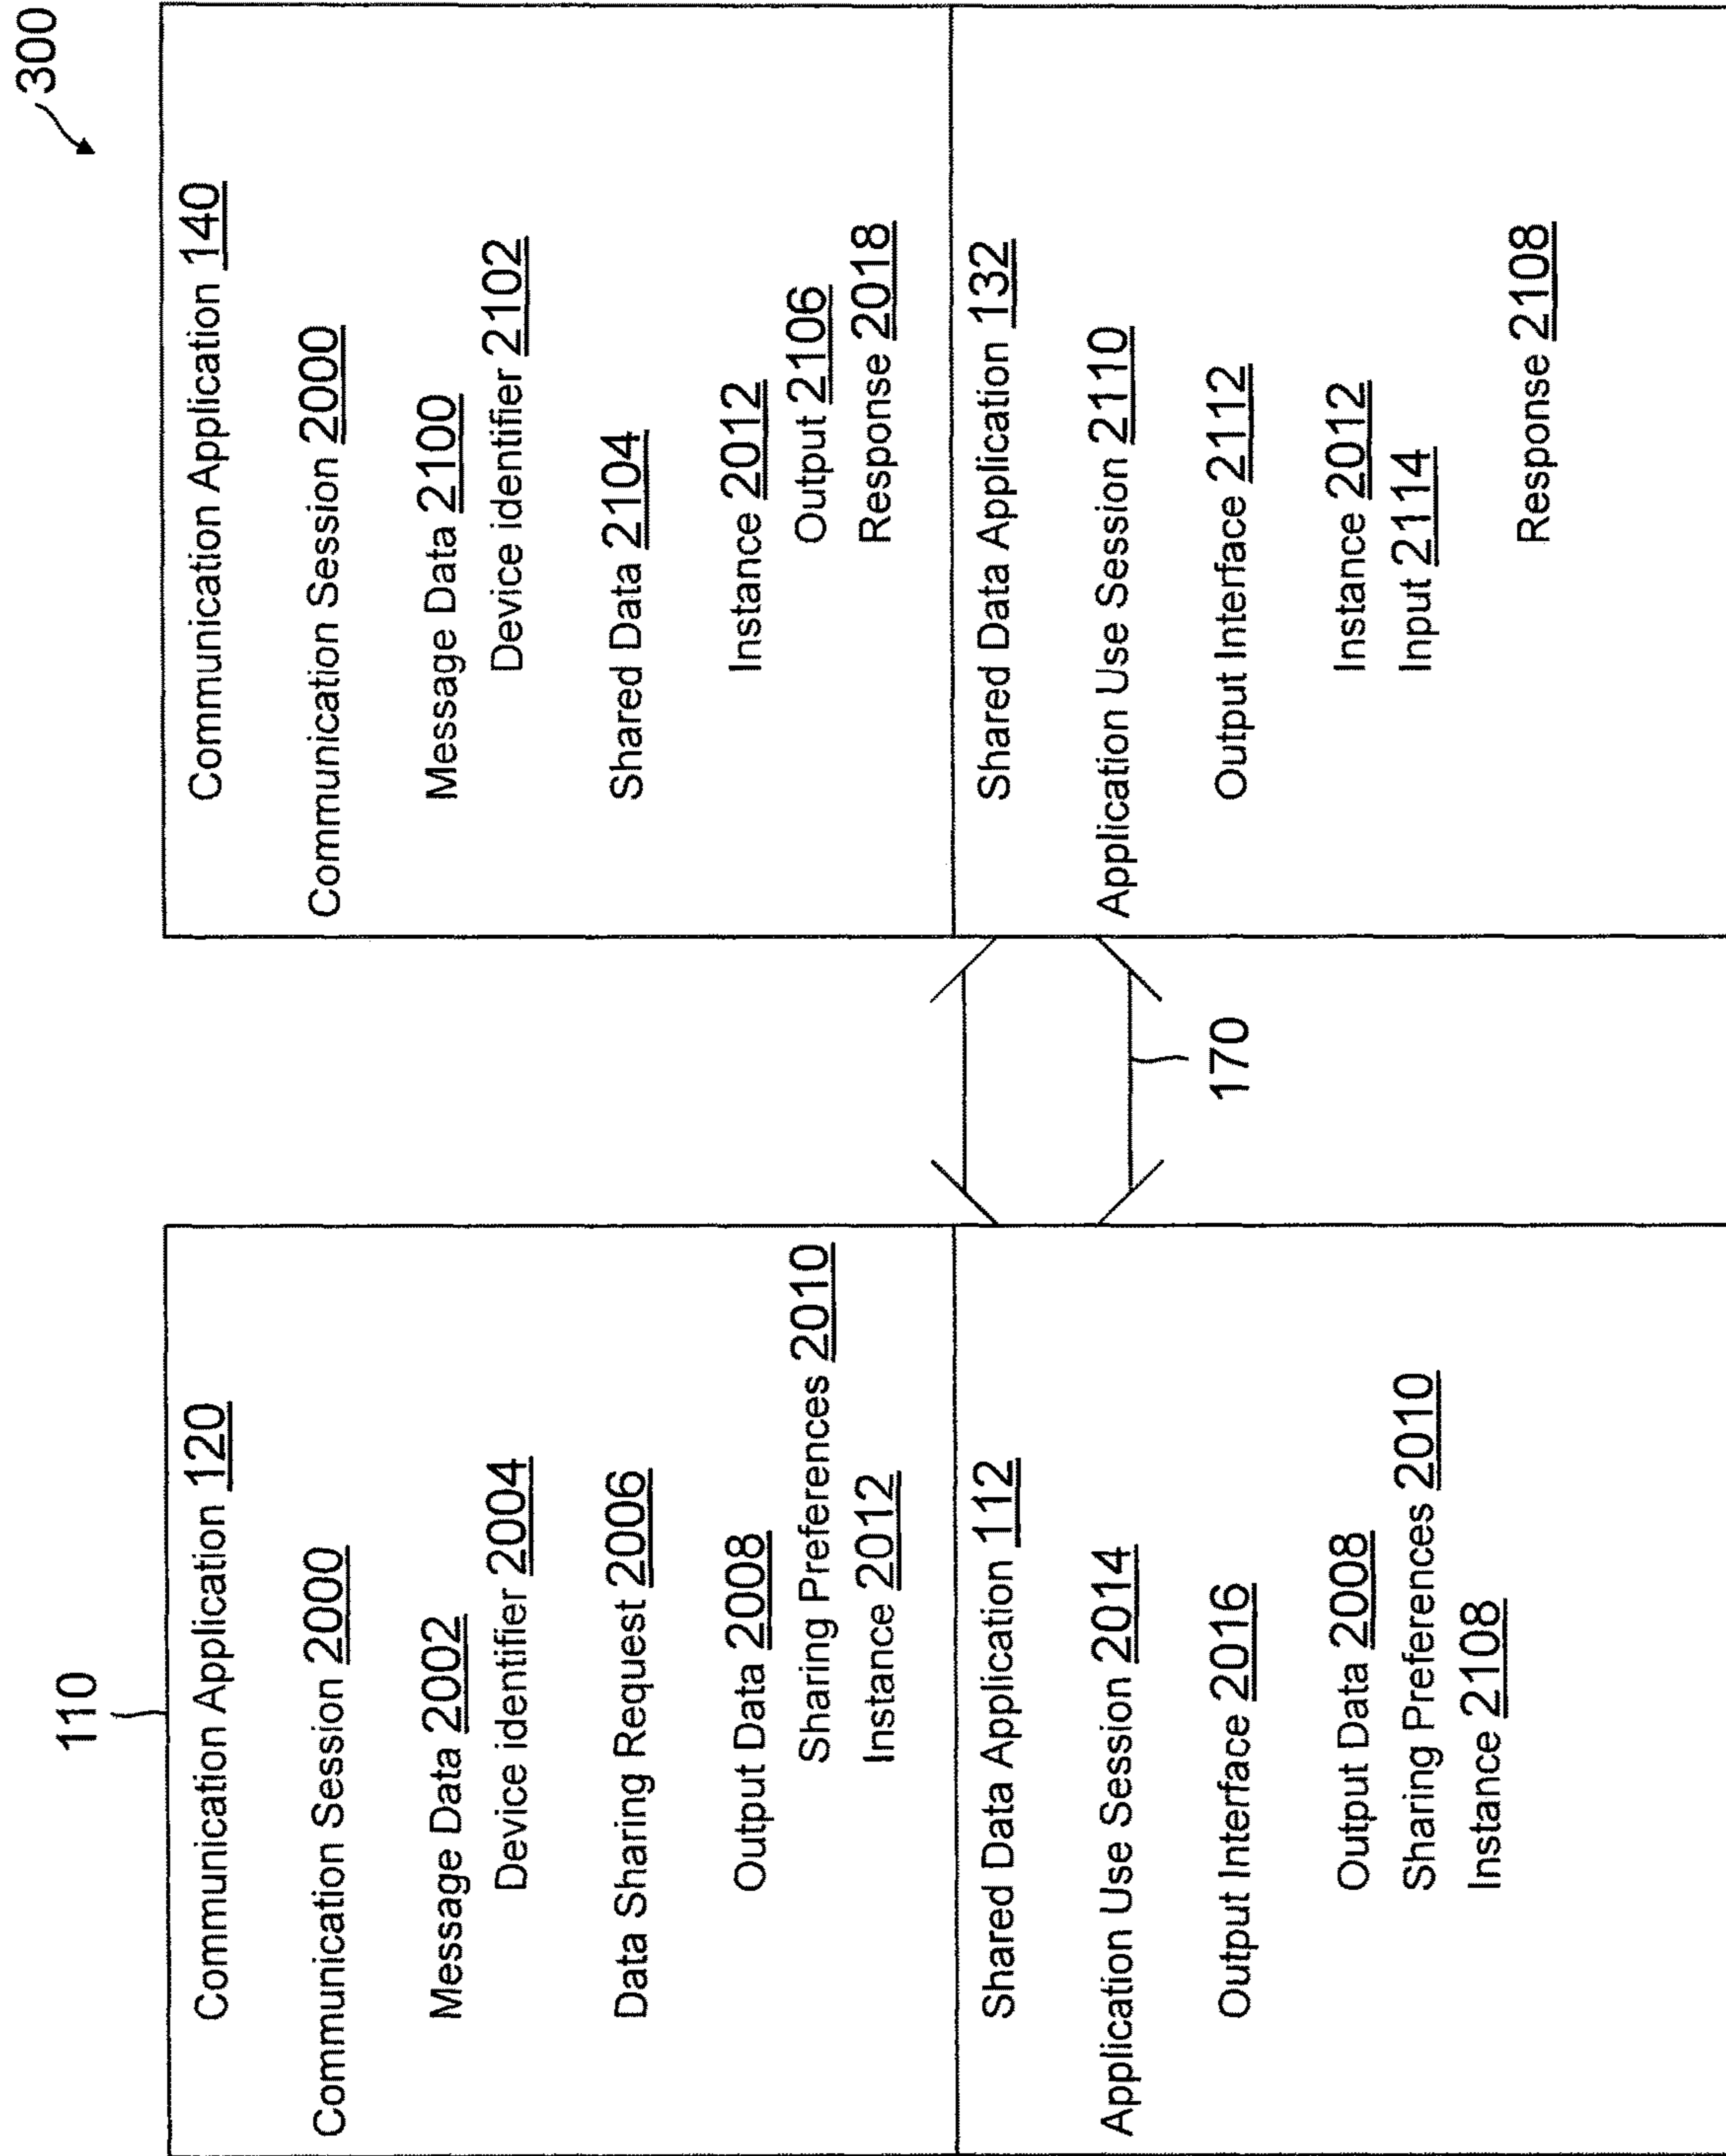 300
110
Communication Application 120
Communication Session 2000
Message Data 2002
Device identifier 2004
Data Sharing Request 2006
Output Data 2008
Sharing Preferences 2010
Instance 2012
Shared Data Application 112
Application Use Session 2014
Output Interface 2016
Output Data 2008
Sharing Preferences 2010
Instance 2108
170
Communication Application 140
Communication Session 2000
Message Data 2100
Device identifier 2102
Shared Data 2104
Instance 2012
Output 2106
Response 2018
Shared Data Application 132
Application Use Session 2110
Output Interface 2112
Instance 2012
Input 2114
Response 2108